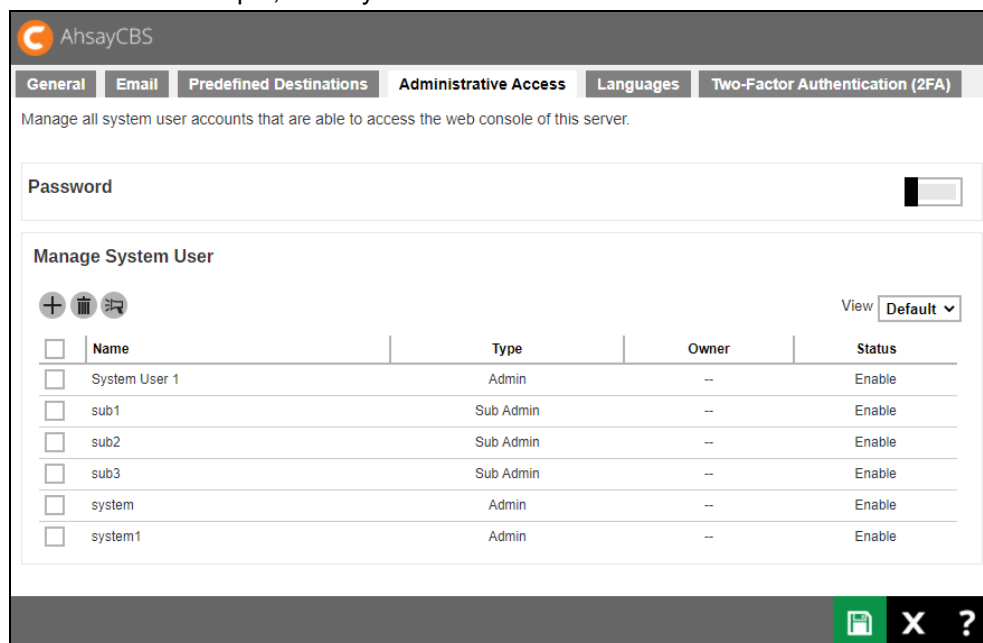 AhsayCBS
General Email Predefined Destinations Administrative Access Languages Two-Factor Authentication (2FA)
Manage all system user accounts that are able to access the web console of this server.
Password
Manage System User
View Default
Name Type Owner Status
System User 1 Admin -- Enable
sub1 Sub Admin -- Enable
sub2 Sub Admin -- Enable
sub3 Sub Admin -- Enable
system Admin -- Enable
system1 Admin -- Enable
X ?